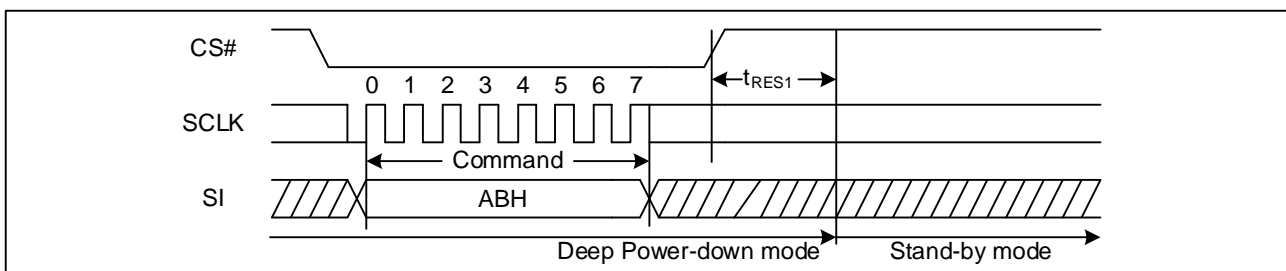 CS#
tRES1
0 1 2 3 4 5 6 7
SCLK
Command
SI
ABH
Deep Power-down mode Stand-by mode